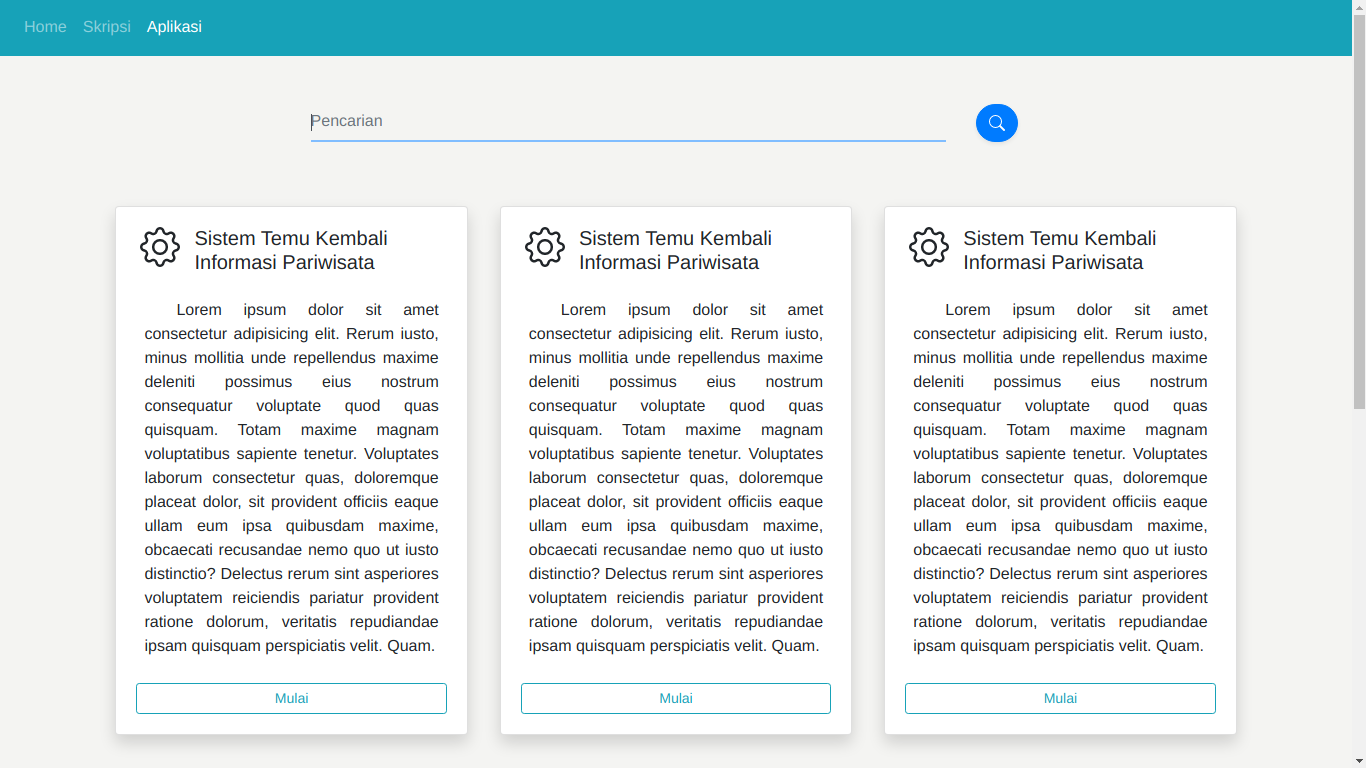 Home Skripsi Aplikasi
Pencarian
Sistem Temu Kembali
Informasi Pariwisata
Lorem ipsum dolor sit amet
consectetur adipisicing elit. Rerum iusto,
minus mollitia unde repellendus maxime
deleniti possimus eius nostrum
consequatur voluptate quod quas
quisquam. Totam maxime magnam
voluptatibus sapiente tenetur. Voluptates
laborum consectetur quas, doloremque
placeat dolor, sit provident officiis eaque
ullam eum ipsa quibusdam maxime,
obcaecati recusandae nemo quo ut iusto
distinctio? Delectus rerum sint asperiores
voluptatem reiciendis pariatur provident
ratione dolorum, veritatis repudiandae
ipsam quisquam perspiciatis velit. Quam.
Mulai
Sistem Temu Kembali
Informasi Pariwisata
Lorem ipsum dolor sit amet
consectetur adipisicing elit. Rerum iusto,
minus mollitia unde repellendus maxime
deleniti possimus eius nostrum
consequatur voluptate quod quas
quisquam. Totam maxime magnam
voluptatibus sapiente tenetur. Voluptates
laborum consectetur quas, doloremque
placeat dolor, sit provident officiis eaque
ullam eum ipsa quibusdam maxime,
obcaecati recusandae nemo quo ut iusto
distinctio? Delectus rerum sint asperiores
voluptatem reiciendis pariatur provident
ratione dolorum, veritatis repudiandae
ipsam quisquam perspiciatis velit. Quam.
Mulai
Sistem Temu Kembali
Informasi Pariwisata
Lorem ipsum dolor sit amet
consectetur adipisicing elit. Rerum iusto,
minus mollitia unde repellendus maxime
deleniti possimus eius nostrum
consequatur voluptate quod quas
quisquam. Totam maxime magnam
voluptatibus sapiente tenetur. Voluptates
laborum consectetur quas, doloremque
placeat dolor, sit provident officiis eaque
ullam eum ipsa quibusdam maxime,
obcaecati recusandae nemo quo ut iusto
distinctio? Delectus rerum sint asperiores
voluptatem reiciendis pariatur provident
ratione dolorum, veritatis repudiandae
ipsam quisquam perspiciatis velit. Quam.
Mulai